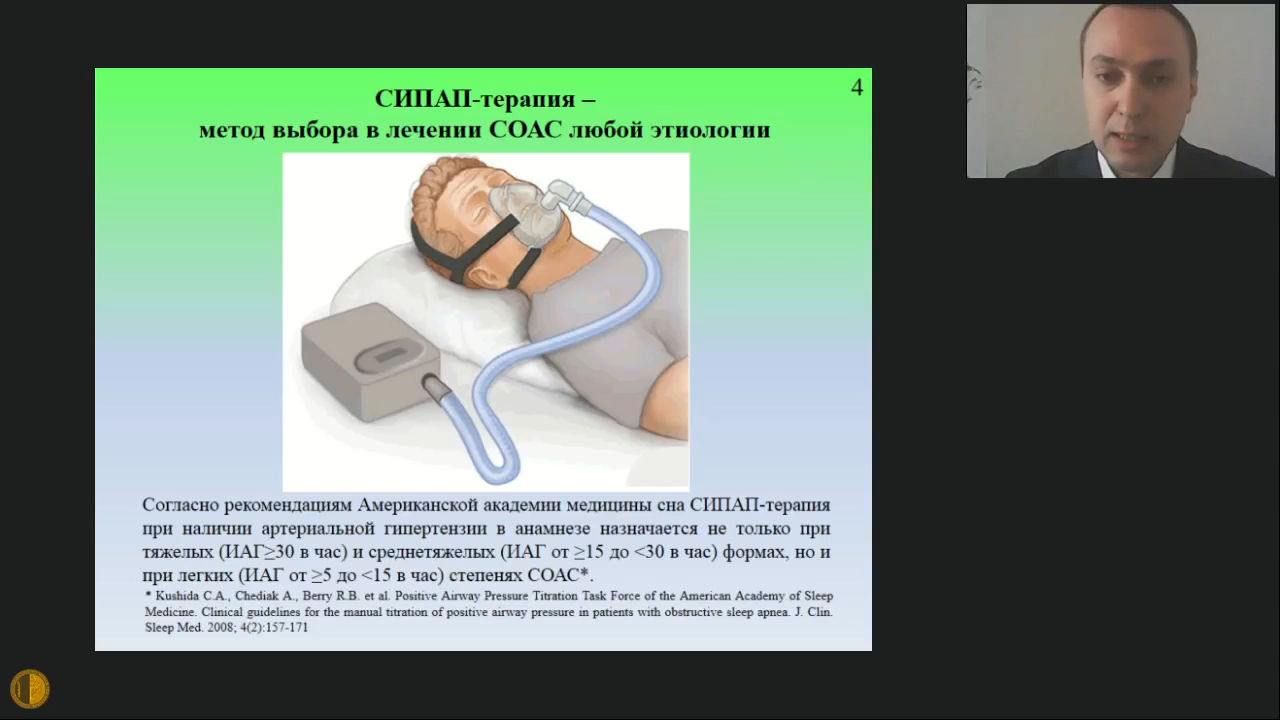 4
СИПАП-терапия –
метод выбора в лечении СОАС любой этиологии
Согласно рекомендациям Американской академии медицины сна СИПАП-терапия
при наличии артериальной гипертензии в анамнезе назначается не только при
тяжелых (ИАГ≥30 в час) и среднетяжелых (ИАГ от ≥15 до <30 в час) формах, но и
при легких (ИАГ от ≥5 до <15 в час) степенях СОАС*.
* Kushida C.A., Chediak A., Berry R.B. et al. Positive Airway Pressure Titration Task Force of the American Academy of Sleep
Medicine. Clinical guidelines for the manual titration of positive airway pressure in patients with obstructive sleep apnea. J. Clin.
Sleep Med. 2008; 4(2):157-171